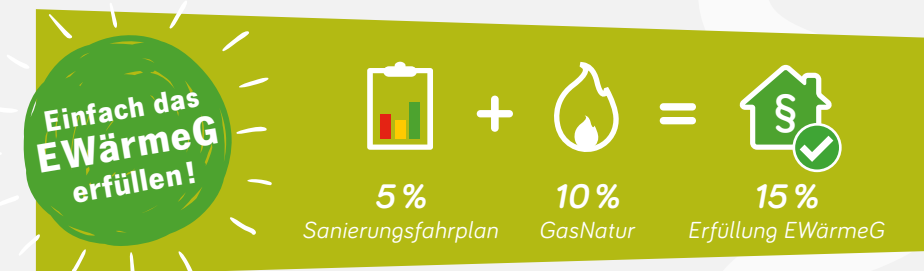 Einfach das
EWärmeG
erfüllen!
+
=
§
5 %
Sanierungsfahrplan
10 %
GasNatur
15 %
Erfüllung EWärmeG